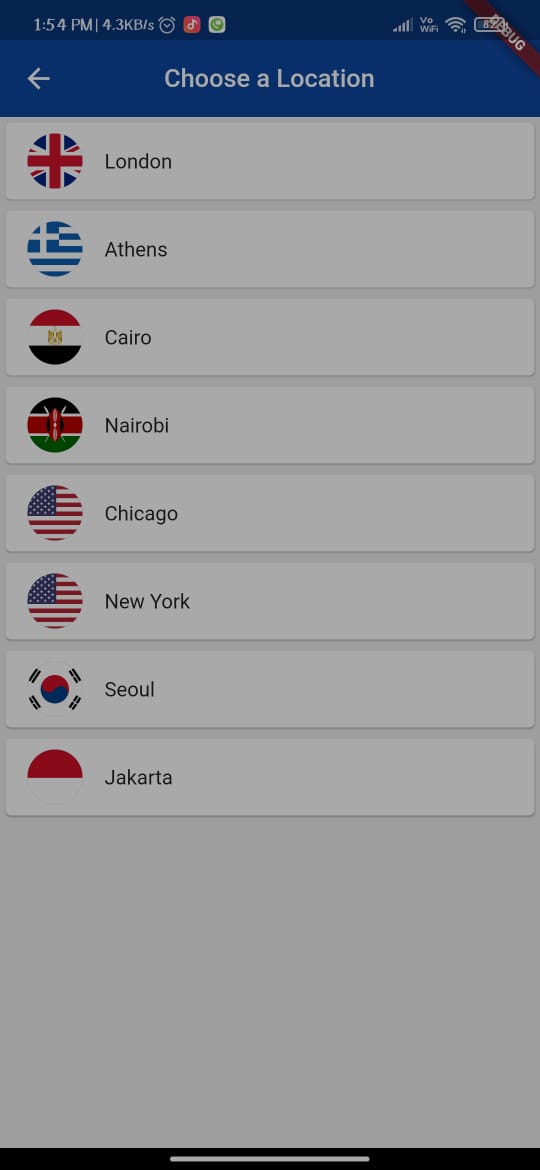 1:54 PM | 4.3KB/s
Vo
WiFi
82
DEBUG
Choose a Location
London
Athens
Cairo
Nairobi
Chicago
New York
Seoul
Jakarta